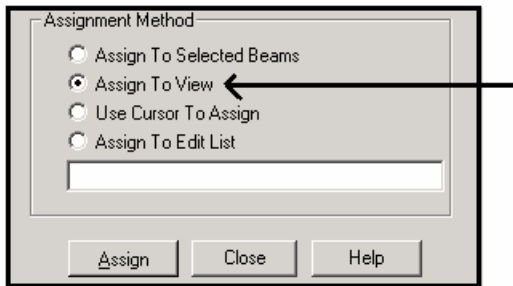 Assignment Method
Assign To Selected Beams
Assign To View
Use Cursor To Assign
Assign To Edit List
Assign Close Help